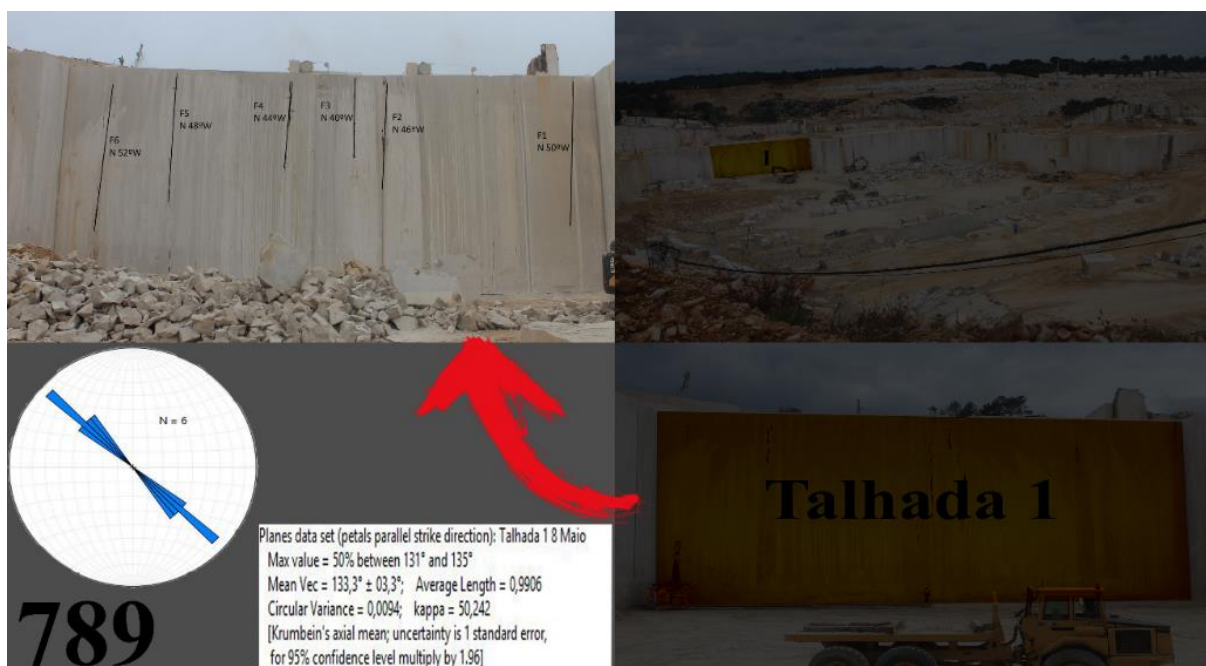 F6
N 52ºW
F5
N 48ºW
F4
N 44ºW
F3
N 40ºW
F2
N 46ºW
F1
N 50ºW
I
N = 6
Planes data set (petals parallel strike direction): Talhada 1 8 Maio
Max value = 50% between 131° and 135°
Mean Vec = 133,3° ± 03,3°; Average Length = 0,9906
Circular Variance = 0,0094; kappa = 50,242
[Krumbein's axial mean; uncertainty is 1 standard error,
for 95% confidence level multiply by 1.96]
789
Talhada 1